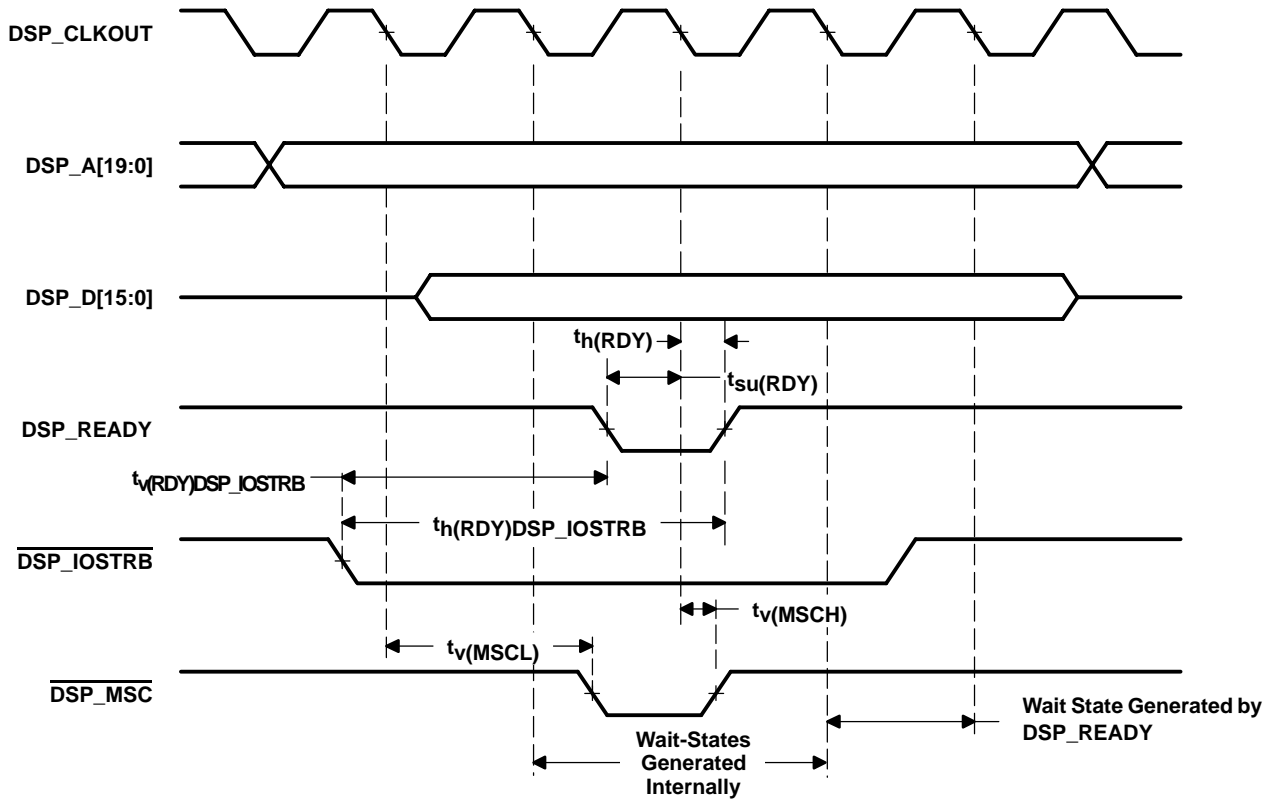 DSP_CLKOUT
DSP_A[19:0]
DSP_D[15:0]
th(RDY)
tsu(RDY)
DSP_READY
tv(RDY)DSP_IOSTRB
th(RDY)DSP_IOSTRB
DSP_IOSTRB
tv(MSCH)
tv(MSCL)
DSP_MSC
Wait State Generated by
DSP_READY
Wait-States
Generated
Internally